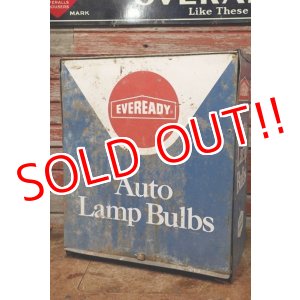 MARK
Like These
EVEREADY
SOLD OUT!!
Auto
Lamp Bulbs